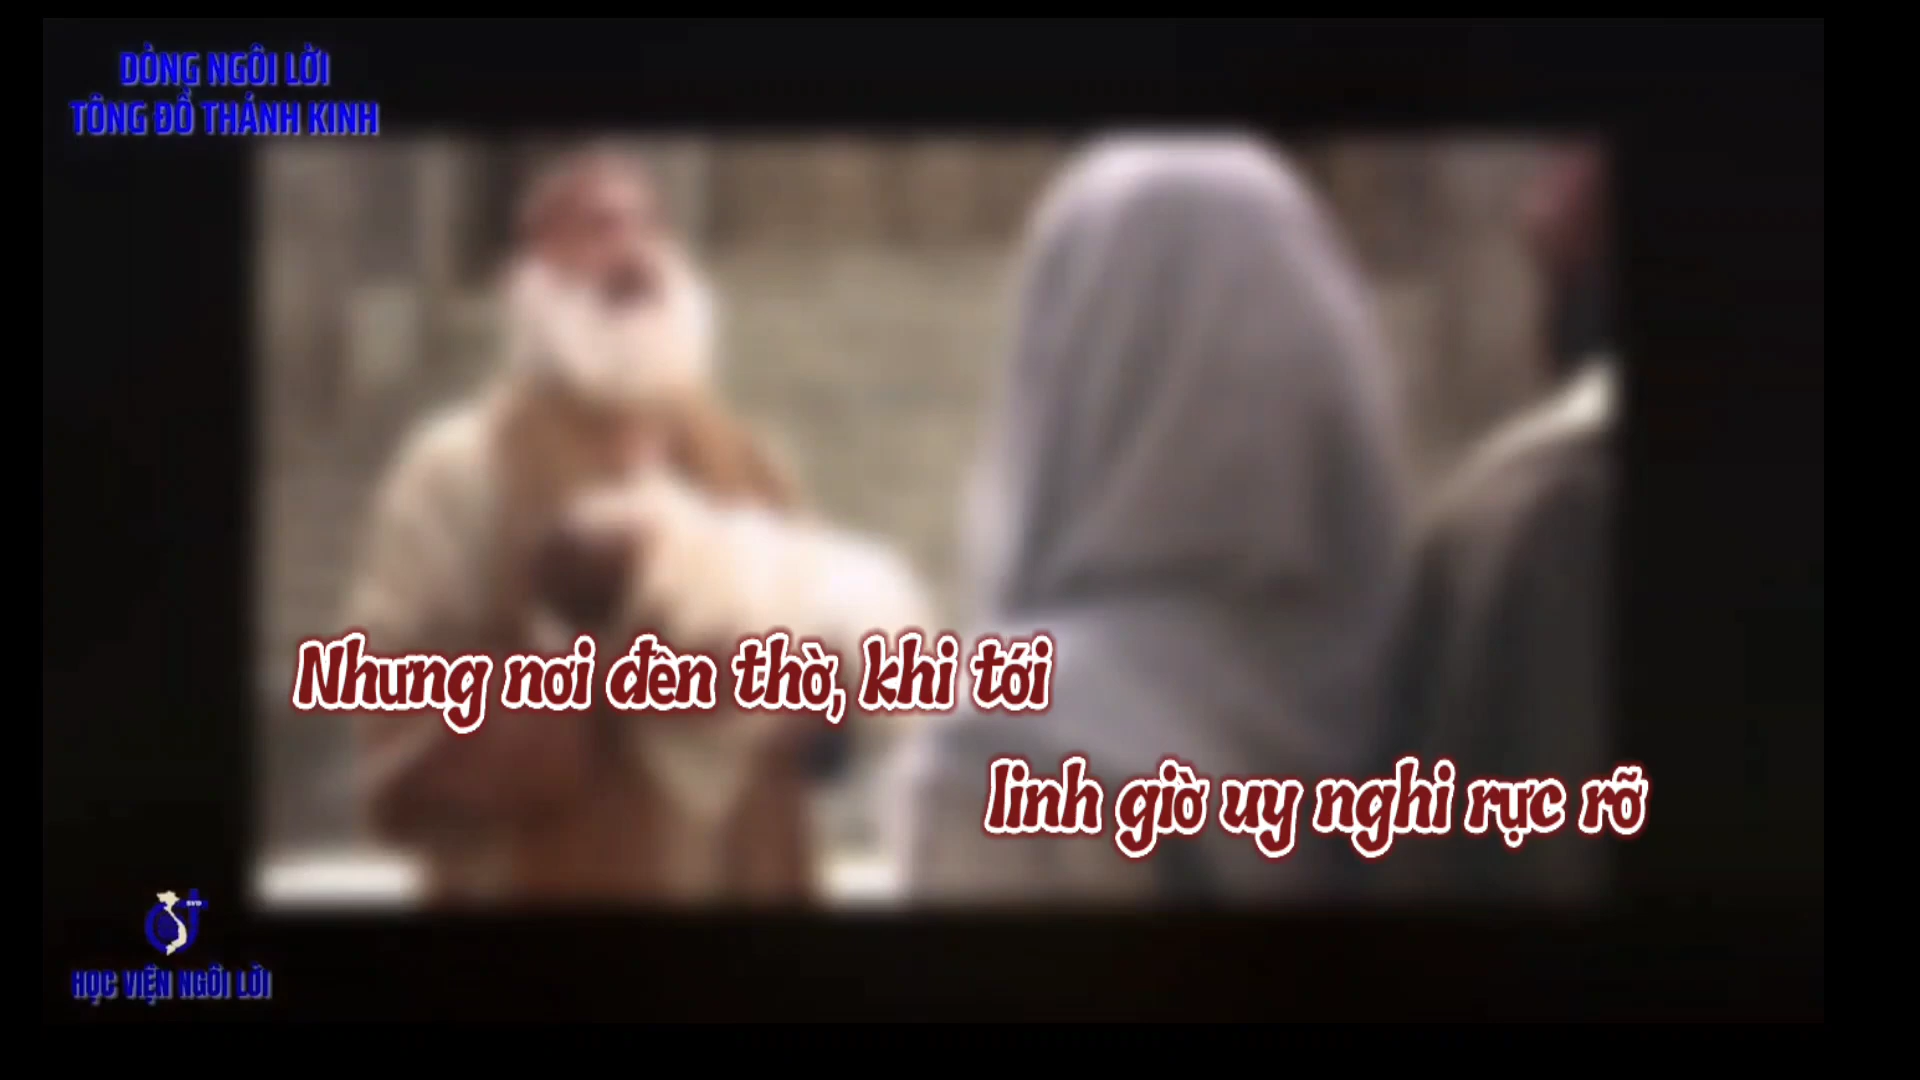 DÒNG NGÔI LỜI
TÔNG ĐỒ THÁNH KINH
Nhưng nơi đền thờ, khi tới
linh giờ uy nghi rực rỡ
SVD
HỌC VIỆN NGÔI LỜI